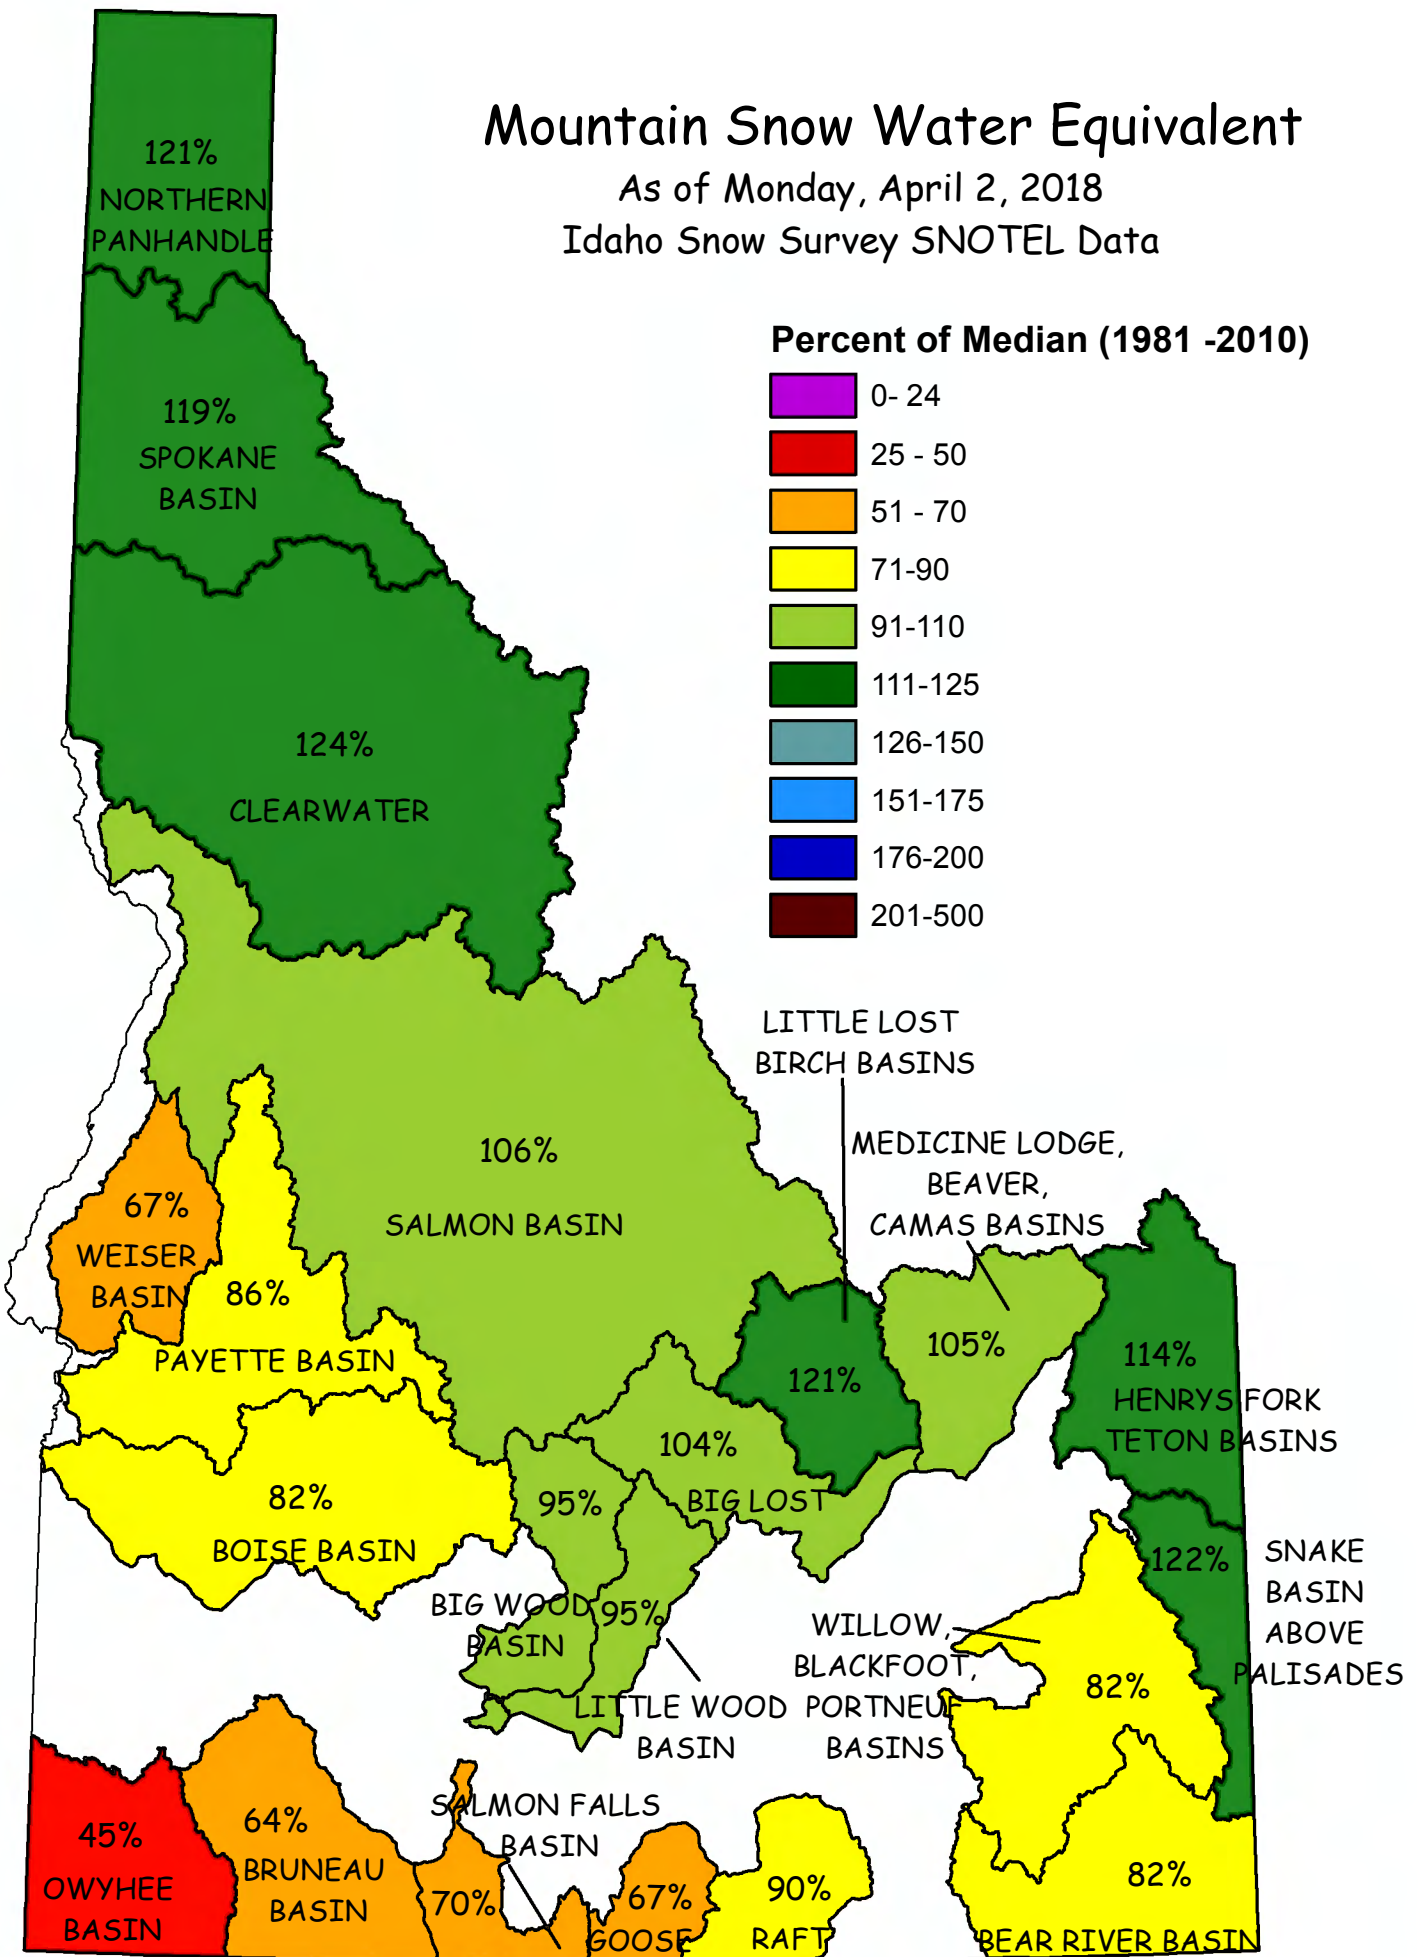 Mountain Snow Water Equivalent
As of Monday, April 2, 2018
Idaho Snow Survey SNOTEL Data
Percent of Median (1981 -2010)
0- 24
25 - 50
51 - 70
71-90
91-110
111-125
126-150
151-175
176-200
201-500
121%
NORTHERN
PANHANDLE
119%
SPOKANE
BASIN
124%
CLEARWATER
106%
SALMON BASIN
67%
WEISER
BASIN
86%
PAYETTE BASIN
82%
BOISE BASIN
LITTLE LOST
BIRCH BASINS
121%
MEDICINE LODGE,
BEAVER,
CAMAS BASINS
105%
114%
HENRYS FORK
TETON BASINS
104%
BIG LOST
95%
BIG WOOD
BASIN
95%
LITTLE WOOD
BASIN
122%
SNAKE
BASIN
ABOVE
PALISADES
WILLOW,
BLACKFOOT,
PORTNEUF
BASINS
82%
45%
OWYHEE
BASIN
64%
BRUNEAU
BASIN
SALMON FALLS
BASIN
70%
67%
GOOSE
90%
RAFT
82%
BEAR RIVER BASIN